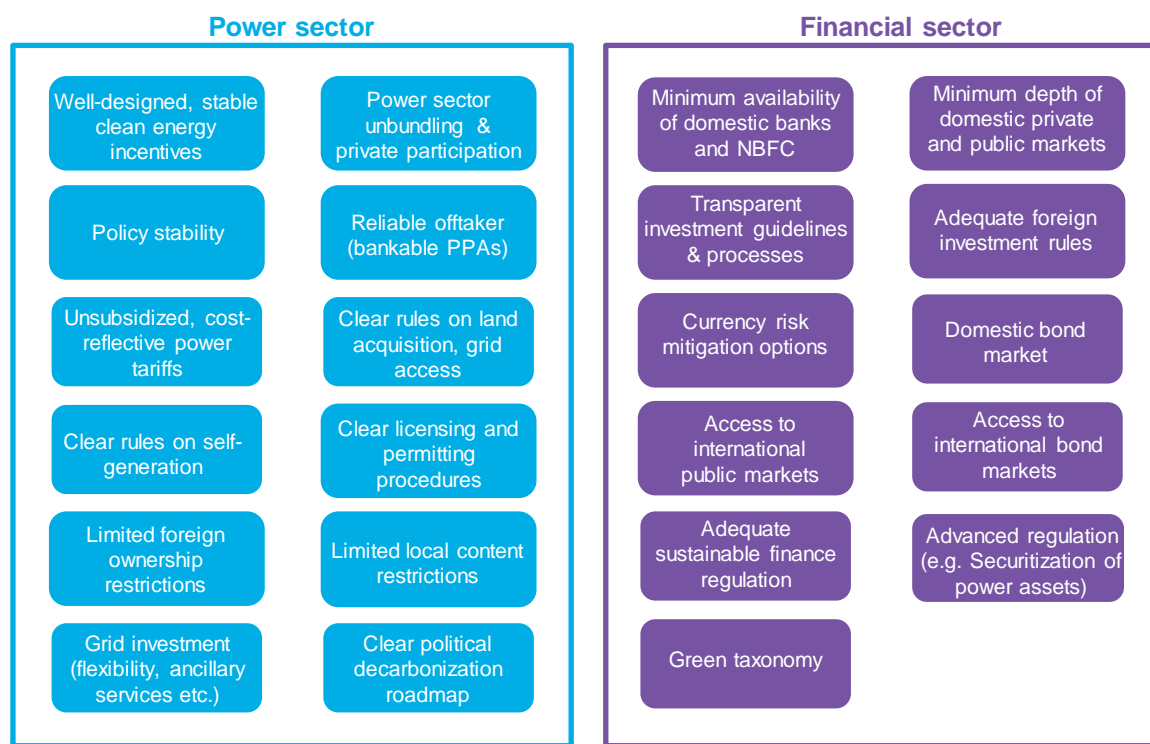 Power sector
Well-designed, stable
clean energy
incentives
Power sector
unbundling &
private participation
Policy stability
Reliable offtaker
(bankable PPAs)
Unsubsidized, cost-
reflective power
tariffs
Clear rules on land
acquisition, grid
access
Clear rules on self-
generation
Clear licensing and
permitting
procedures
Limited foreign
ownership
restrictions
Limited local content
restrictions
Grid investment
(flexibility, ancillary
services etc.)
Clear political
decarbonization
roadmap
Financial sector
Minimum availability
of domestic banks
and NBFC
Minimum depth of
domestic private
and public markets
Transparent
investment guidelines
& processes
Adequate foreign
investment rules
Currency risk
mitigation options
Domestic bond
market
Access to
international
public markets
Access to
international bond
markets
Adequate
sustainable finance
regulation
Advanced regulation
(e.g. Securitization of
power assets)
Green taxonomy